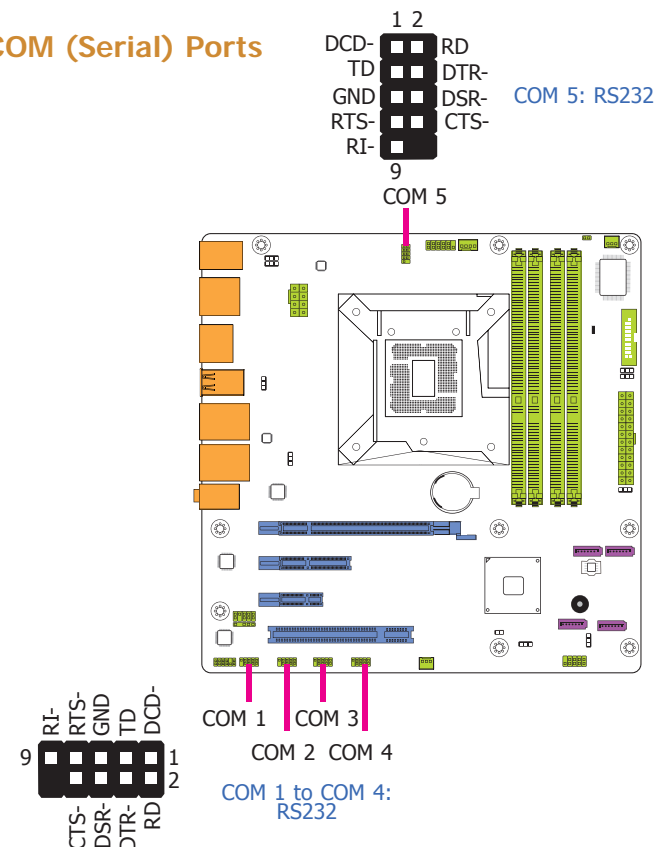 COM (Serial) Ports
1 2
DCD- RD
TD DTR-
GND DSR-
RTS- CTS-
RI-
9
COM 5: RS232
COM 5
COM 1 COM 3
COM 2 COM 4
COM 1 to COM 4:
RS232
RI-
RTS-
GND
TD
DCD-
9 1
2
CTS-
DSR-
DTR-
RD